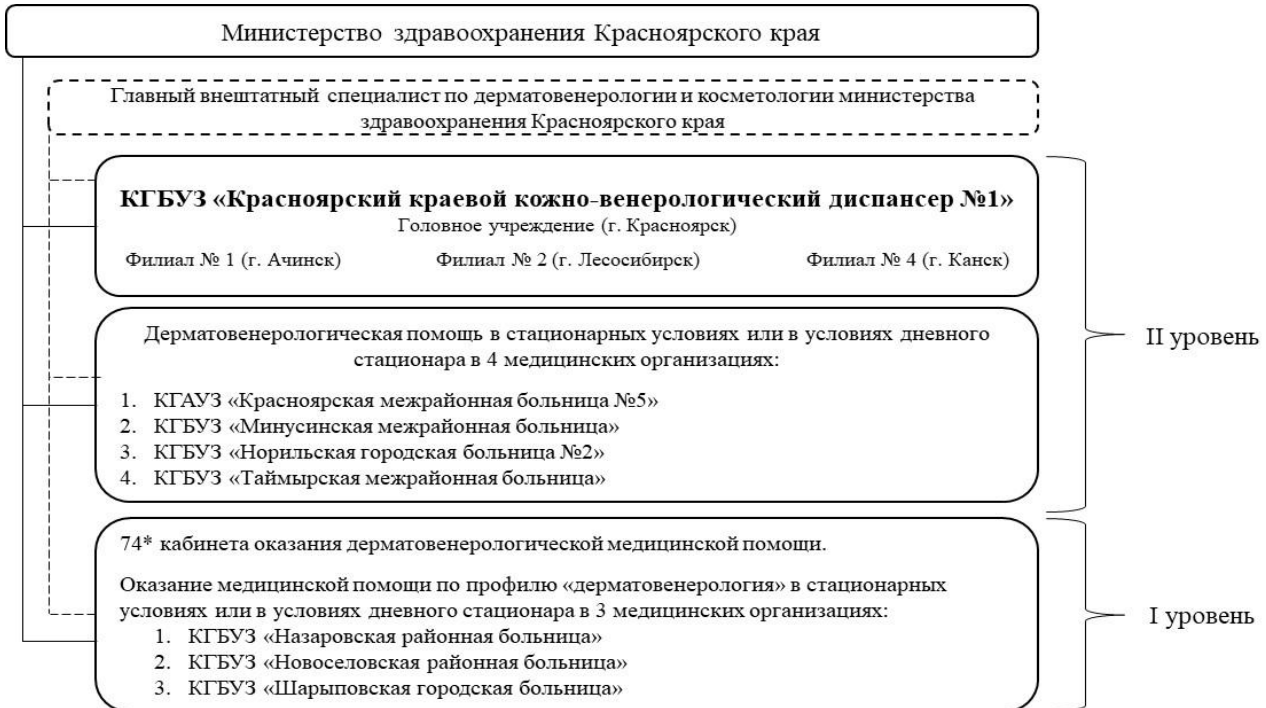 Министерство здравоохранения Красноярского края
Главный внештатный специалист по дерматовенерологии и косметологии министерства
здравоохранения Красноярского края
КГБУЗ «Красноярский краевой кожно-венерологический диспансер №1»
Головное учреждение (г. Красноярск)
Филиал № 1 (г. Ачинск) Филиал № 2 (г. Лесосибирск) Филиал № 4 (г. Канск)
Дерматовенерологическая помощь в стационарных условиях или в условиях дневного
стационара в 4 медицинских организациях:
1. КГАУЗ «Красноярская межрайонная больница №5»
2. КГБУЗ «Минусинская межрайонная больница»
3. КГБУЗ «Норильская городская больница №2»
4. КГБУЗ «Таймырская межрайонная больница»
II уровень
74* кабинета оказания дерматовенерологической медицинской помощи.
Оказание медицинской помощи по профилю «дерматовенерология» в стационарных
условиях или в условиях дневного стационара в 3 медицинских организациях:
1. КГБУЗ «Назаровская районная больница»
2. КГБУЗ «Новоселовская районная больница»
3. КГБУЗ «Шарыповская городская больница»
I уровень